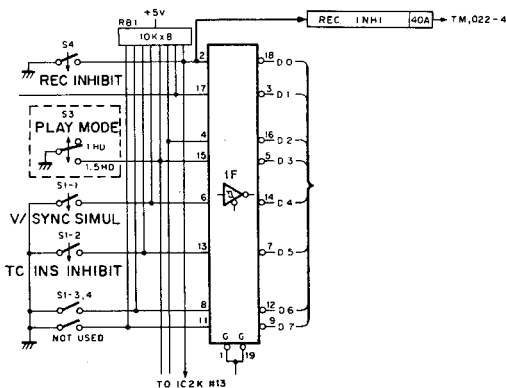 +5V
RB1
10K x 8
REC INHI 40A TM,022-4
S4
REC INHIBIT
2
18 D0
17
3 D1
S3
PLAY MODE
1HD
1.5HD
4
16 D2
15
5 D3
1F
S1-1
V/ SYNC SIMUL
6
14 D4
S1-2
TC INS INHIBIT
13
7 D5
S1-3,4
8
12 D6
NOT USED
11
9 D7
G G
1 19
TO IC2K #13